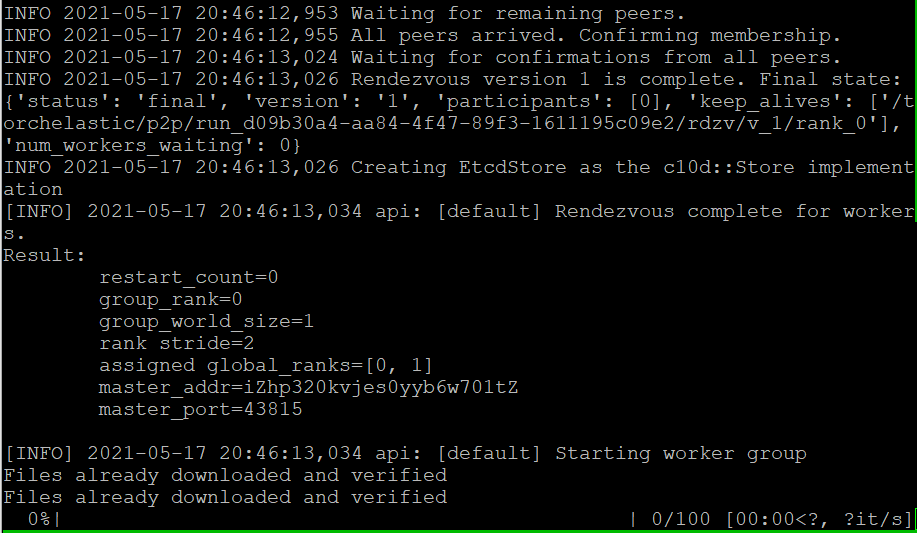 INFO 2021-05-17 20:46:12,953 Waiting for remaining peers.
INFO 2021-05-17 20:46:12,955 All peers arrived. Confirming membership.
INFO 2021-05-17 20:46:13,024 Waiting for confirmations from all peers.
INFO 2021-05-17 20:46:13,026 Rendezvous version 1 is complete. Final state:
{'status': 'final', 'version': '1', 'participants': [0], 'keep_alives': ['/t
orchelastic/p2p/run_d09b30a4-aa84-4f47-89f3-1611195c09e2/rdzv/v_1/rank_0'],
'num_workers_waiting': 0}
INFO 2021-05-17 20:46:13,026 Creating EtcdStore as the c10d::Store implement
ation
[INFO] 2021-05-17 20:46:13,034 api: [default] Rendezvous complete for worker
s.
Result:
        restart_count=0
        group_rank=0
        group_world_size=1
        rank stride=2
        assigned global_ranks=[0, 1]
        master_addr=iZhp320kvjes0yyb6w701tZ
        master_port=43815

[INFO] 2021-05-17 20:46:13,034 api: [default] Starting worker group
Files already downloaded and verified
Files already downloaded and verified
  0%|                                               | 0/100 [00:00<?, ?it/s]